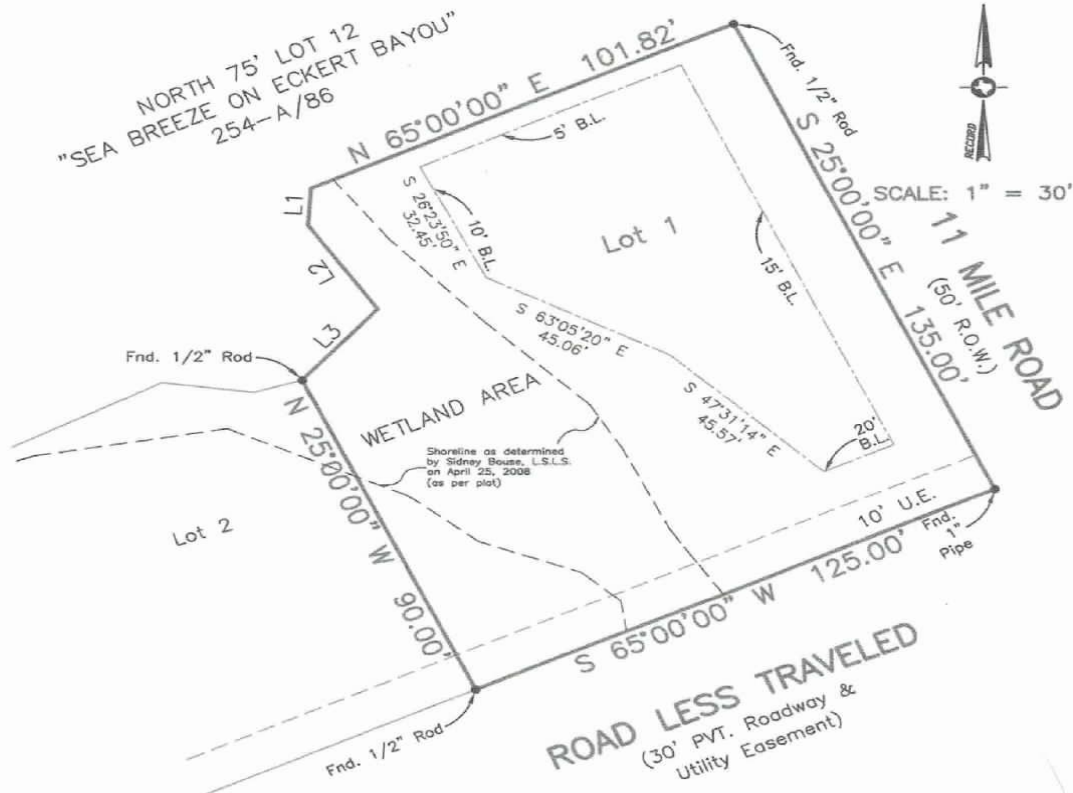 NORTH 75' LOT 12
"SEA BREEZE ON ECKERT BAYOU"
254-A/86
N 65°00'00" E 101.82'
Fnd. 1/2" Rod
RECORD
SCALE: 1" = 30'
S 25°00'00" E 135.00'
11 MILE ROAD
(50' R.O.W.)
5' B.L.
L1
L2
L3
S 26°23'50" E
32.45'
10' B.L.
Lot 1
15' B.L.
S 63°05'20" E
45.06'
S 47°31'14" E
45.57'
20'
B.L.
Fnd. 1/2" Rod
WETLAND AREA
Shoreline as determined
by Sidney Bouse, L.S.L.S.
on April 25, 2008
(as per plat)
N 25°00'00" W 90.00'
Lot 2
10' U.E.
Fnd.
1"
Pipe
S 65°00'00" W 125.00'
Fnd. 1/2" Rod
ROAD LESS TRAVELED
(30' PVT. Roadway &
Utility Easement)